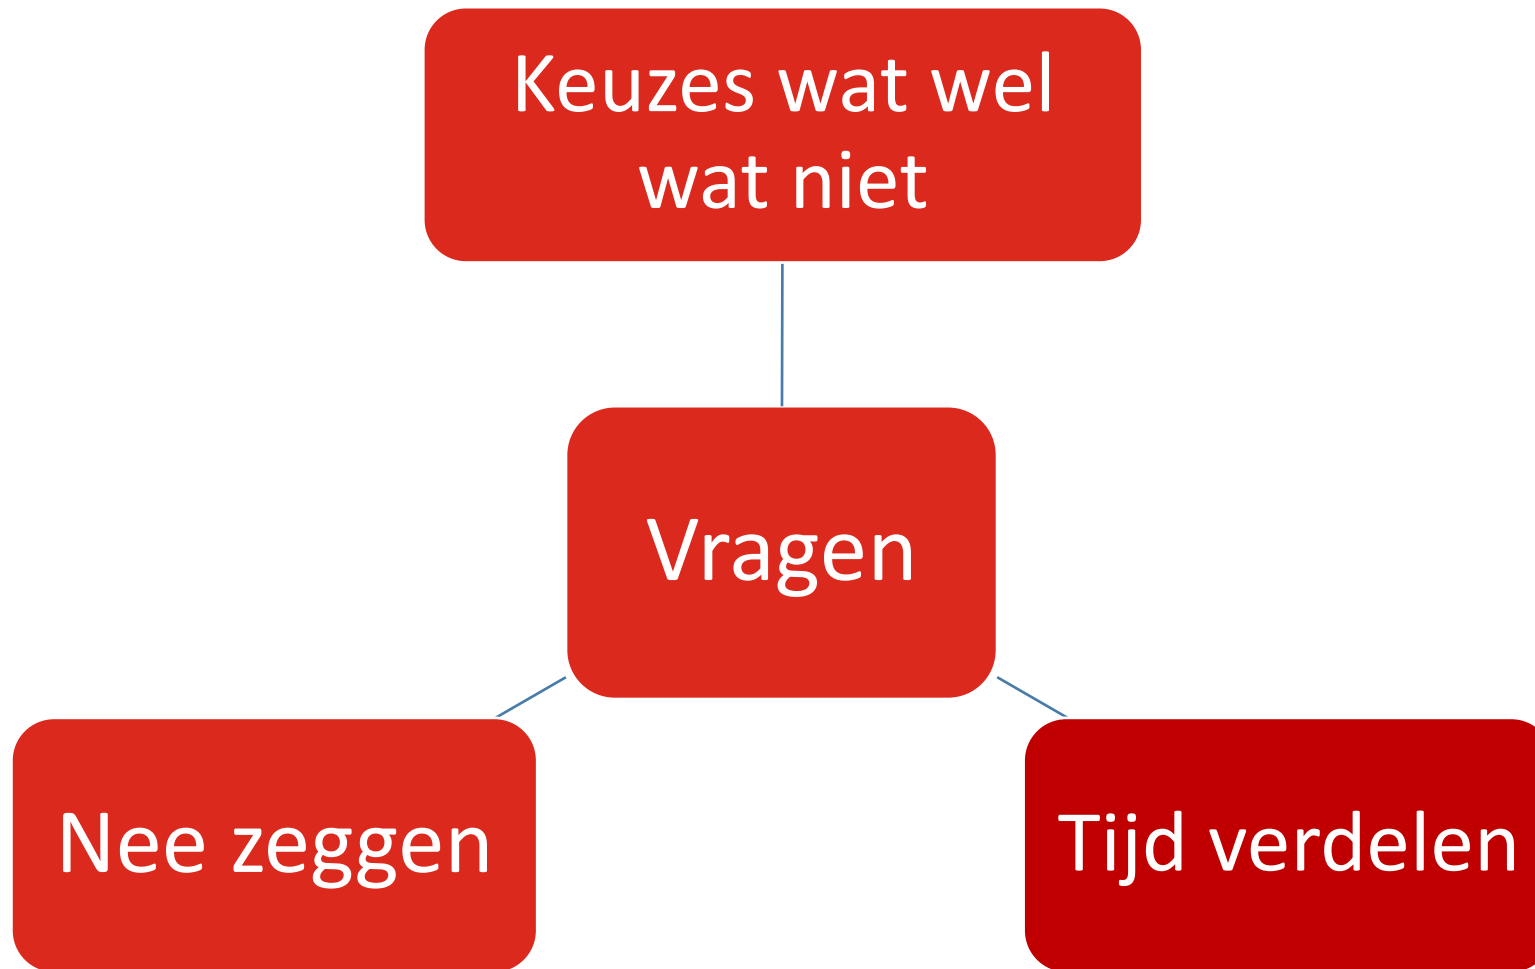 Keuzes wat wel
wat niet
Vragen
Nee zeggen
Tijd verdelen